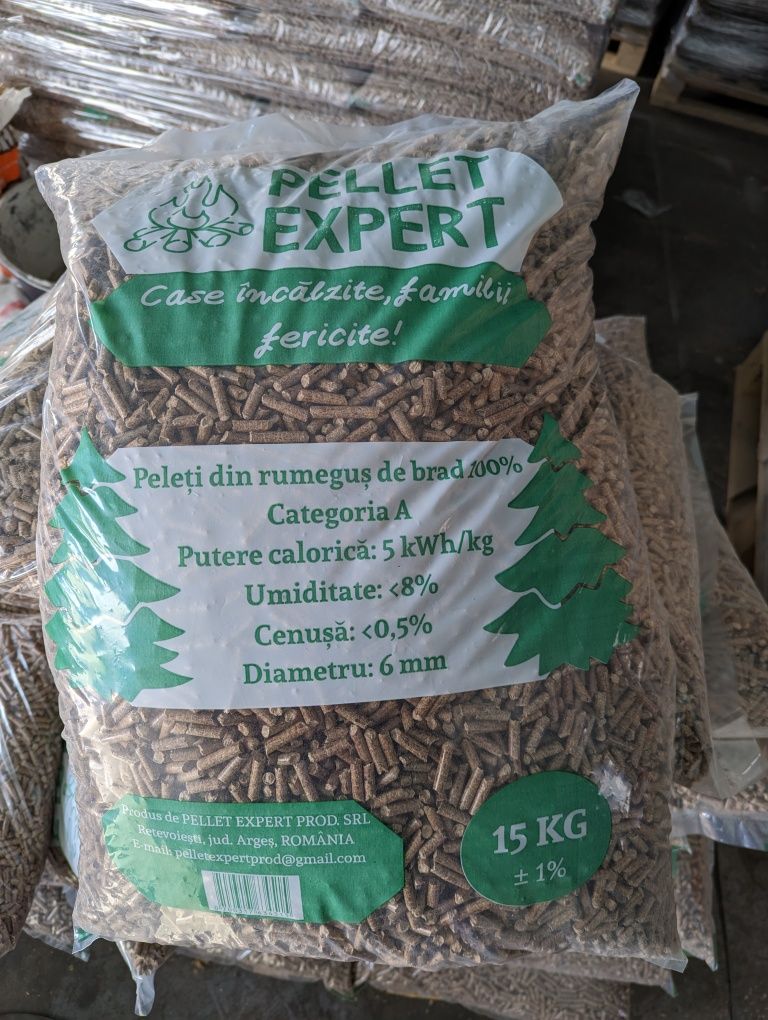 PELLET
EXPERT
Case încălzite, familii
fericite!
Peleți din rumeguș de brad 100%
Categoria A
Putere calorică: 5 kWh/kg
Umiditate: <8%
Cenușă: <0,5%
Diametru: 6 mm
Produs de PELLET EXPERT PROD. SRL
Retevoiești, jud. Argeș, ROMÂNIA
E-mail: pelletexpertprod@gmail.com
15 KG
± 1%